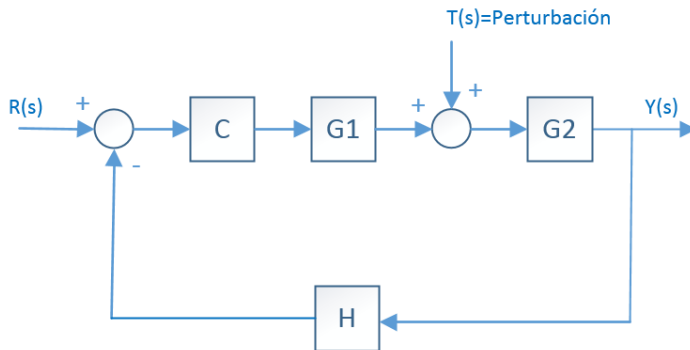 T(s)=Perturbación
R(s)
+
C
G1
+
+
G2
Y(s)
-
H